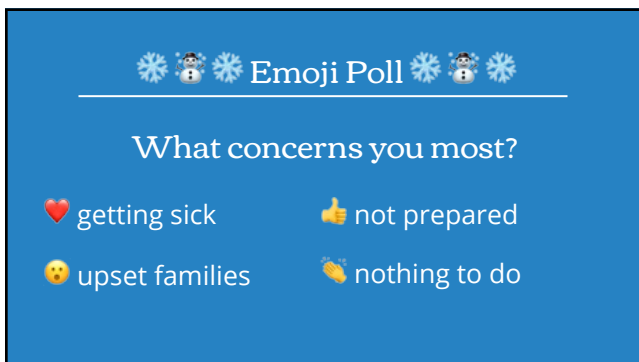 ❄️☃️❄️ Emoji Poll ❄️☃️❄️
What concerns you most?
❤️ getting sick
👍 not prepared
😮 upset families
👏 nothing to do